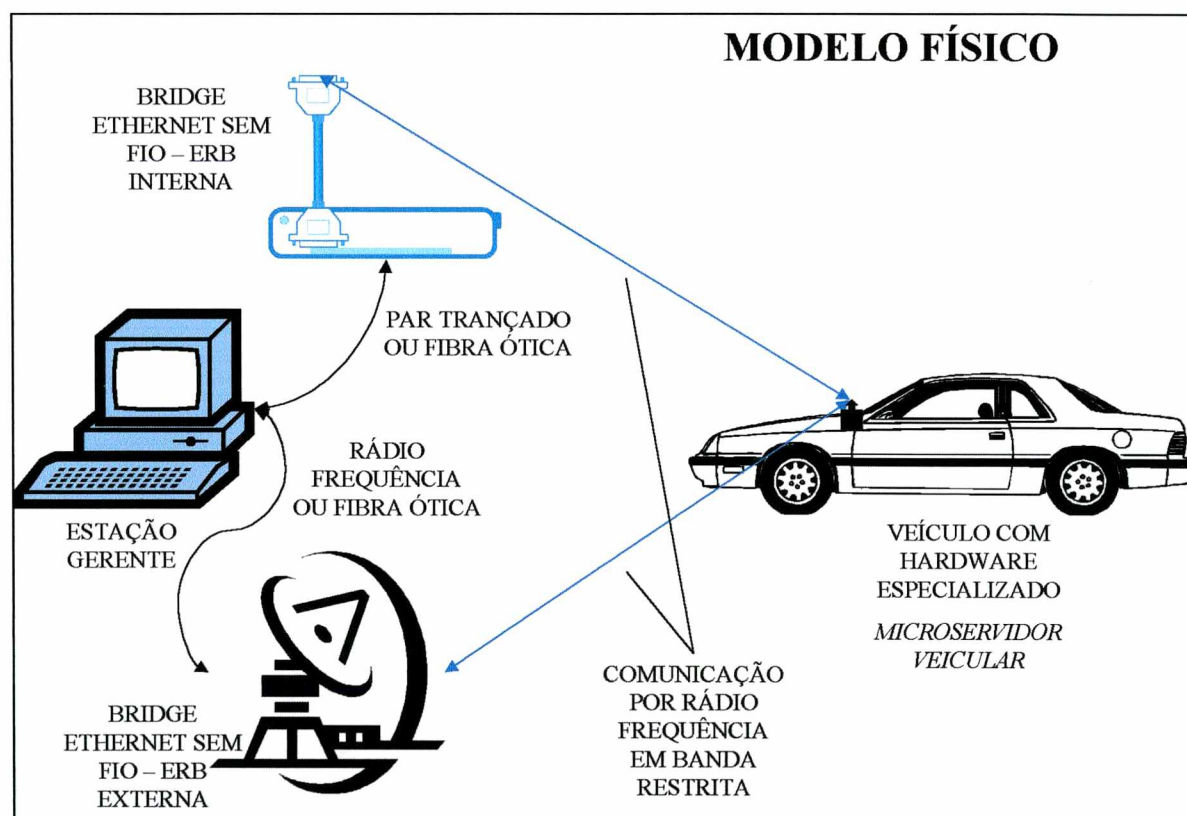 MODELO FÍSICO
BRIDGE
ETHERNET SEM
FIO – ERB
INTERNA
PAR TRANÇADO
OU FIBRA ÓTICA
RÁDIO
FREQUÊNCIA
OU FIBRA ÓTICA
ESTAÇÃO
GERENTE
VEÍCULO COM
HARDWARE
ESPECIALIZADO
MICROSERVIDOR
VEICULAR
COMUNICAÇÃO
POR RÁDIO
FREQUÊNCIA
EM BANDA
RESTRITA
BRIDGE
ETHERNET SEM
FIO – ERB
EXTERNA